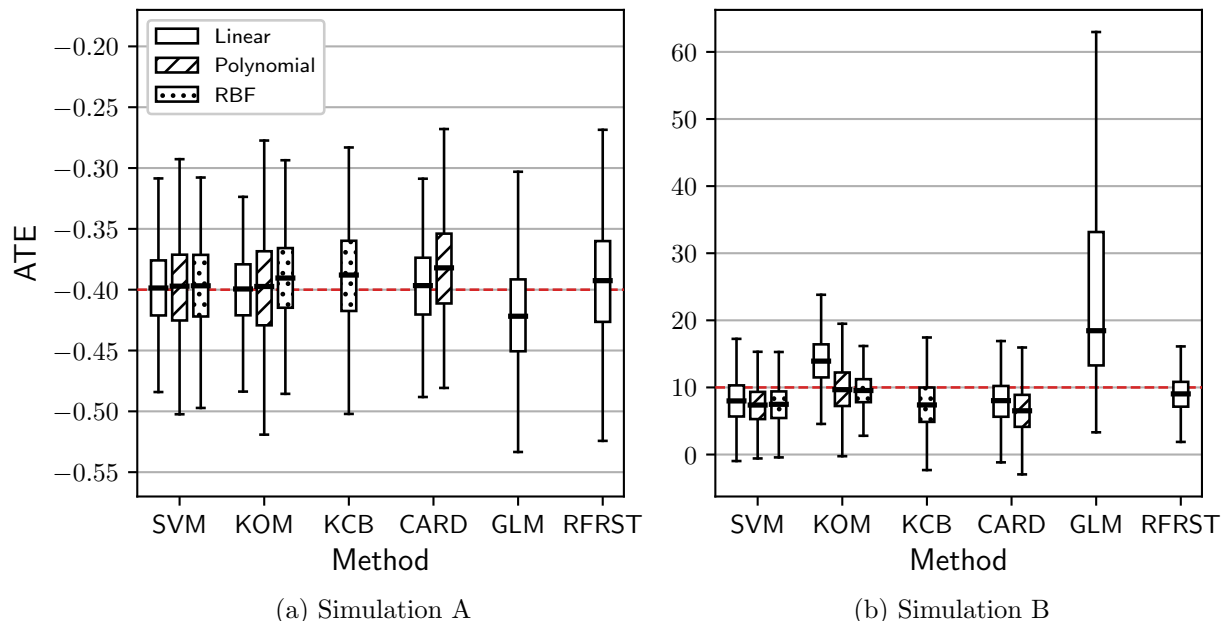 ATE
−0.20
−0.25
−0.30
−0.35
−0.40
−0.45
−0.50
−0.55
Linear
Polynomial
RBF
SVM KOM KCB CARD GLM RFRST
Method
(a) Simulation A
60
50
40
30
20
10
0
SVM KOM KCB CARD GLM RFRST
Method
(b) Simulation B